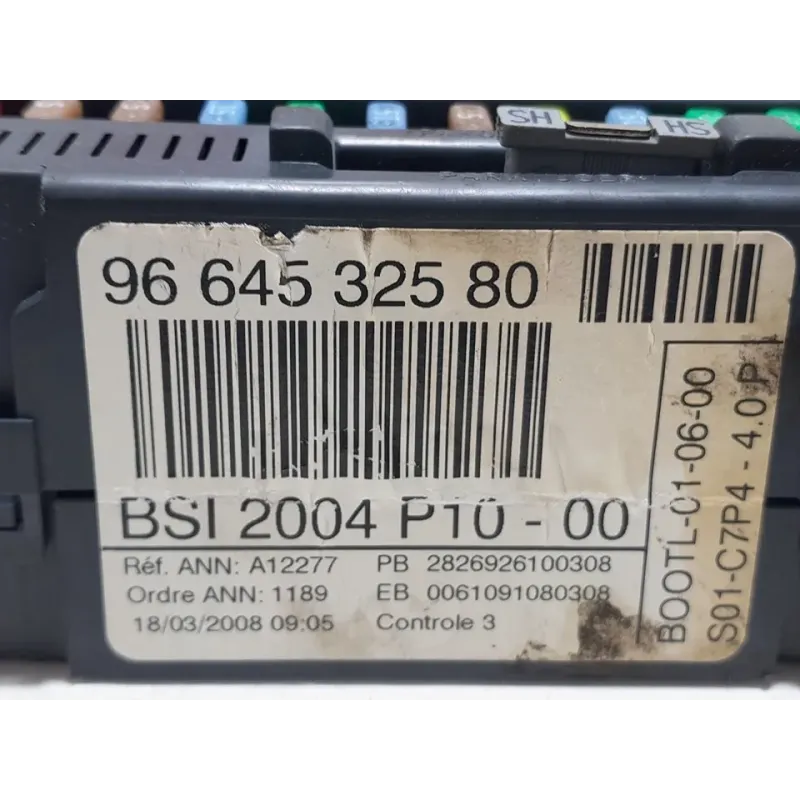 SH
HS
96 645 325 80
BSI 2004 P10 - 00
Réf. ANN: A12277 PB 2826926100308
Ordre ANN: 1189 EB 0061091080308
18/03/2008 09:05 Controle 3
BOOTL-01-06-00
S01-C7P4 - 4.0 P